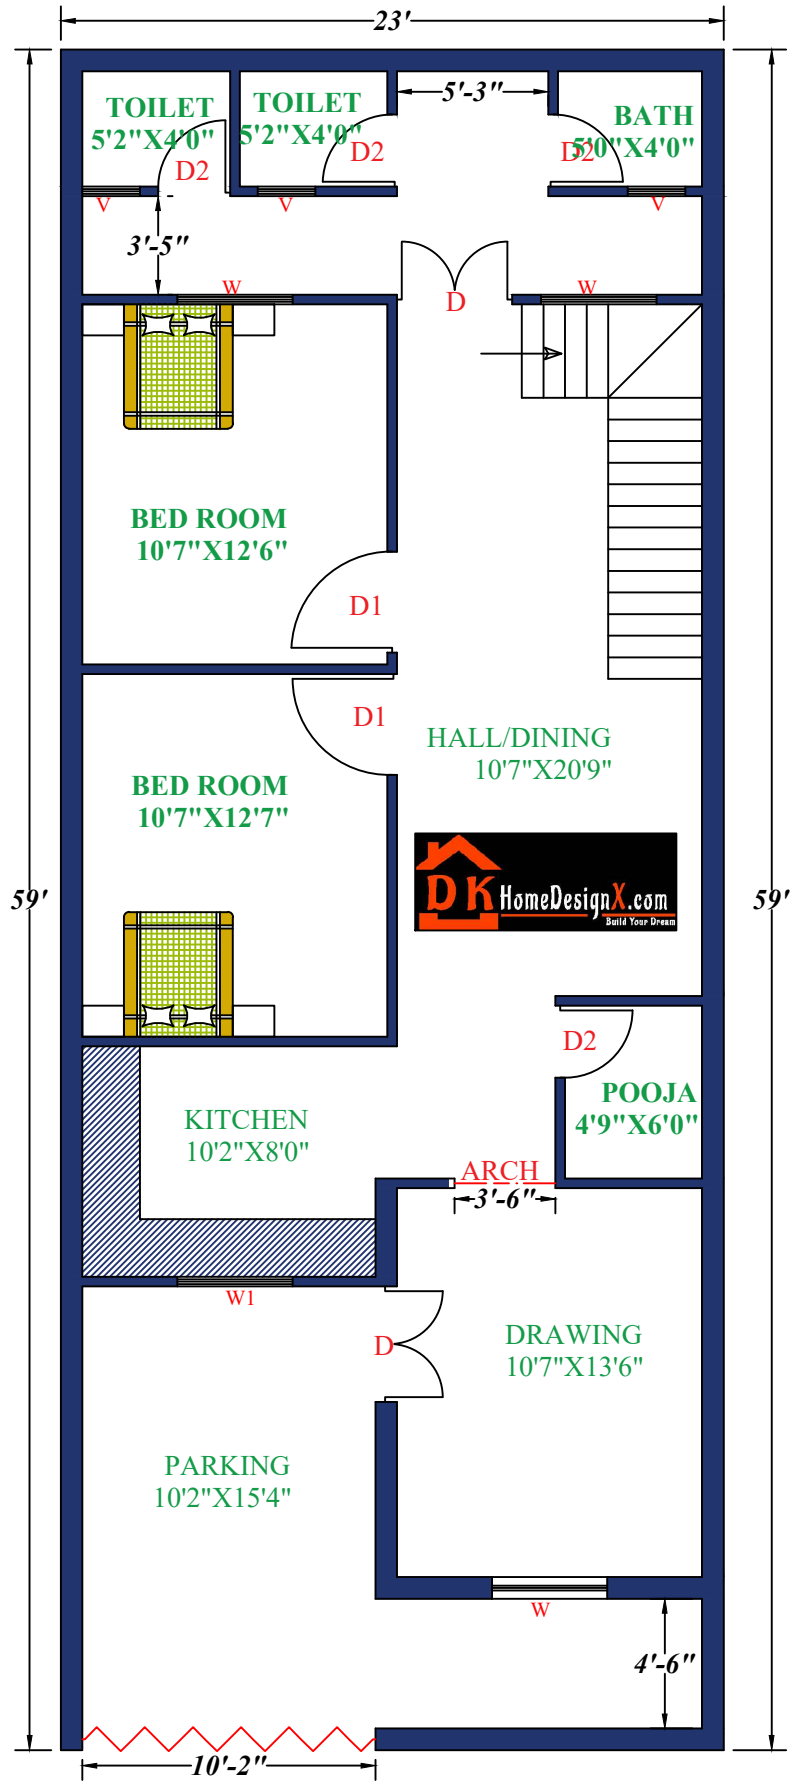 23'
TOILET
5'2"X4'0"
TOILET
5'2"X4'0"
5'-3"
BATH
5'0"X4'0"
D2
D2
D2
V
V
V
3'-5"
W
D
W
BED ROOM
10'7"X12'6"
D1
D1
HALL/DINING
10'7"X20'9"
BED ROOM
10'7"X12'7"
59'
59'
DK HomeDesignX.com
Build Your Dream
D2
POOJA
4'9"X6'0"
KITCHEN
10'2"X8'0"
ARCH
3'-6"
W1
D
DRAWING
10'7"X13'6"
PARKING
10'2"X15'4"
W
4'-6"
10'-2"